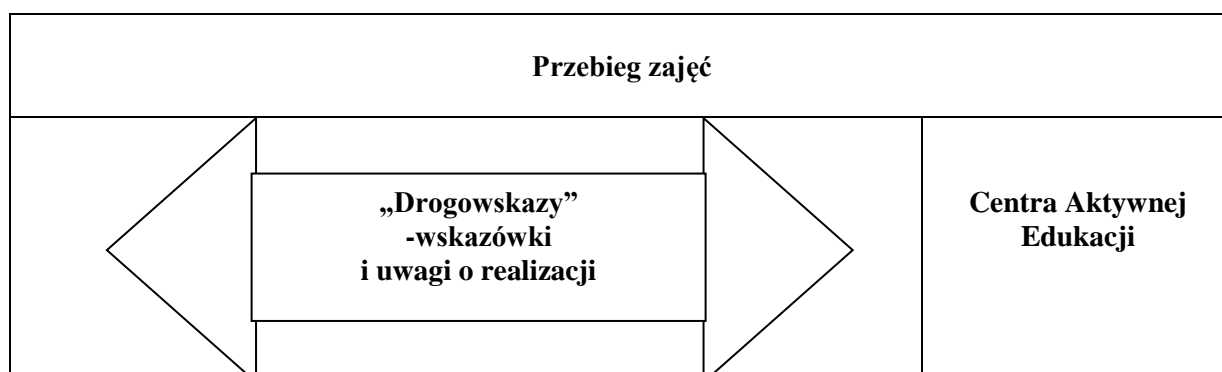 Przebieg zajęć
„Drogowskazy”
-wskazówki
i uwagi o realizacji
Centra Aktywnej
Edukacji